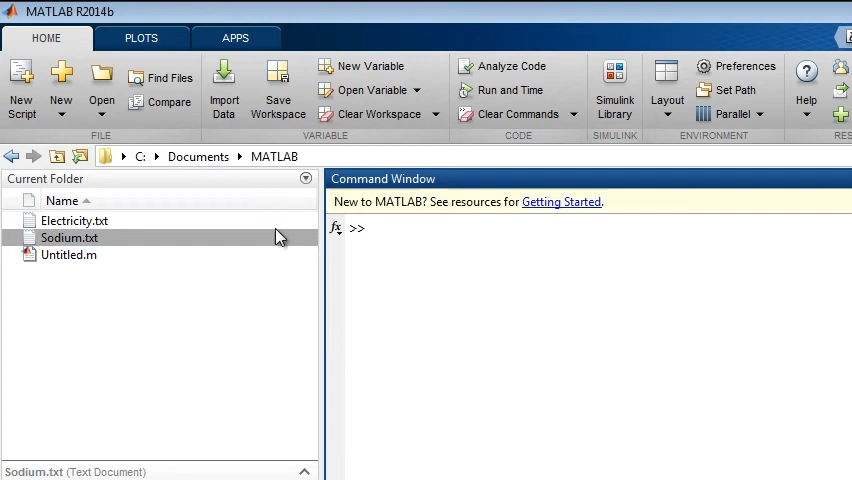 MATLAB R2014b
HOME PLOTS APPS
New Script
New
Open
Find Files
Compare
Import Data
Save Workspace
New Variable
Open Variable
Clear Workspace
Analyze Code
Run and Time
Clear Commands
Simulink Library
Layout
Preferences
Set Path
Parallel
Help
FILE VARIABLE CODE SIMULINK ENVIRONMENT RES
C: Documents MATLAB
Current Folder
Name
Electricity.txt
Sodium.txt
Untitled.m
Sodium.txt (Text Document)
Command Window
New to MATLAB? See resources for Getting Started.
fx >>